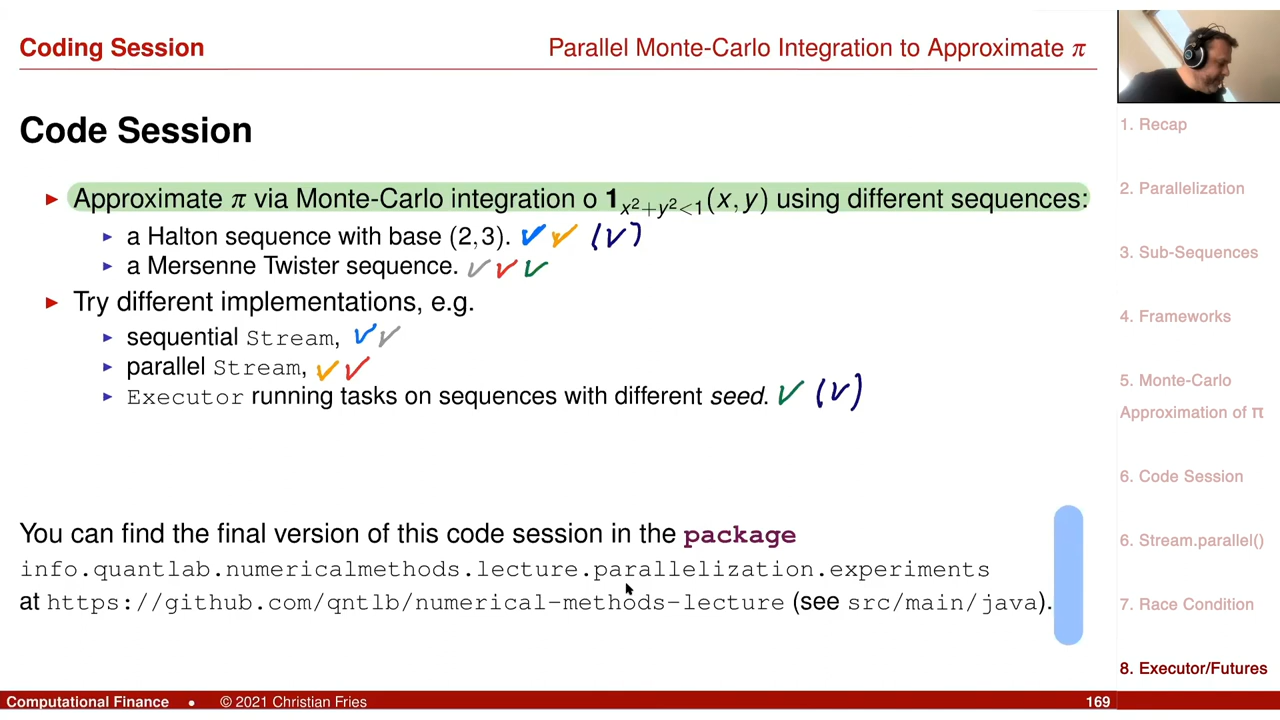 Coding Session
Parallel Monte-Carlo Integration to Approximate π
Code Session
Approximate π via Monte-Carlo integration o 1_{x²+y²<1}(x, y) using different sequences:
a Halton sequence with base (2,3).
a Mersenne Twister sequence.
Try different implementations, e.g.
sequential Stream,
parallel Stream,
Executor running tasks on sequences with different seed.
You can find the final version of this code session in the package
info.quantlab.numericalmethods.lecture.parallelization.experiments
at https://github.com/qntlb/numerical-methods-lecture (see src/main/java).
1. Recap
2. Parallelization
3. Sub-Sequences
4. Frameworks
5. Monte-Carlo
Approximation of π
6. Code Session
6. Stream.parallel()
7. Race Condition
8. Executor/Futures
Computational Finance • © 2021 Christian Fries
169